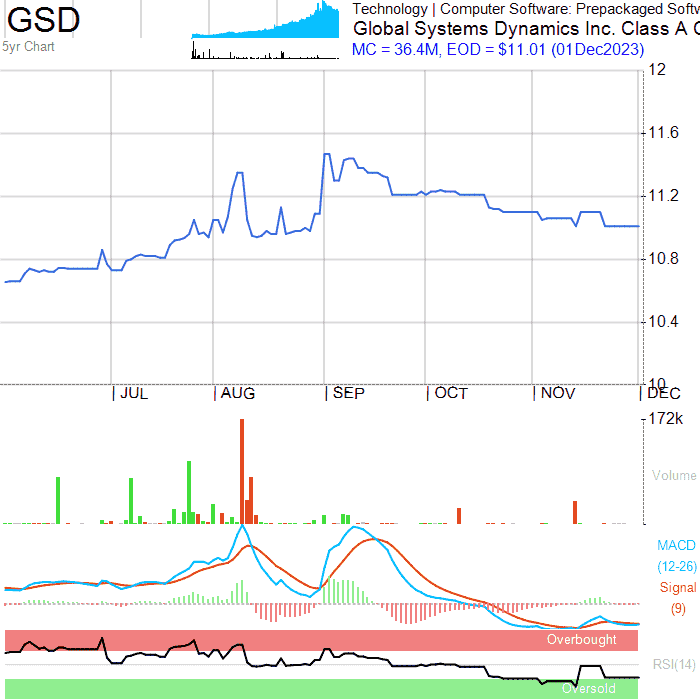 GSD
5yr Chart
Technology | Computer Software: Prepackaged Softw
Global Systems Dynamics Inc. Class A C
MC = 36.4M, EOD = $11.01 (01Dec2023)
12
11.6
11.2
10.8
10.4
10
| JUL | AUG | SEP | OCT | NOV | DEC
172k
Volume
MACD
(12-26)
Signal
(9)
Overbought
RSI(14)
Oversold